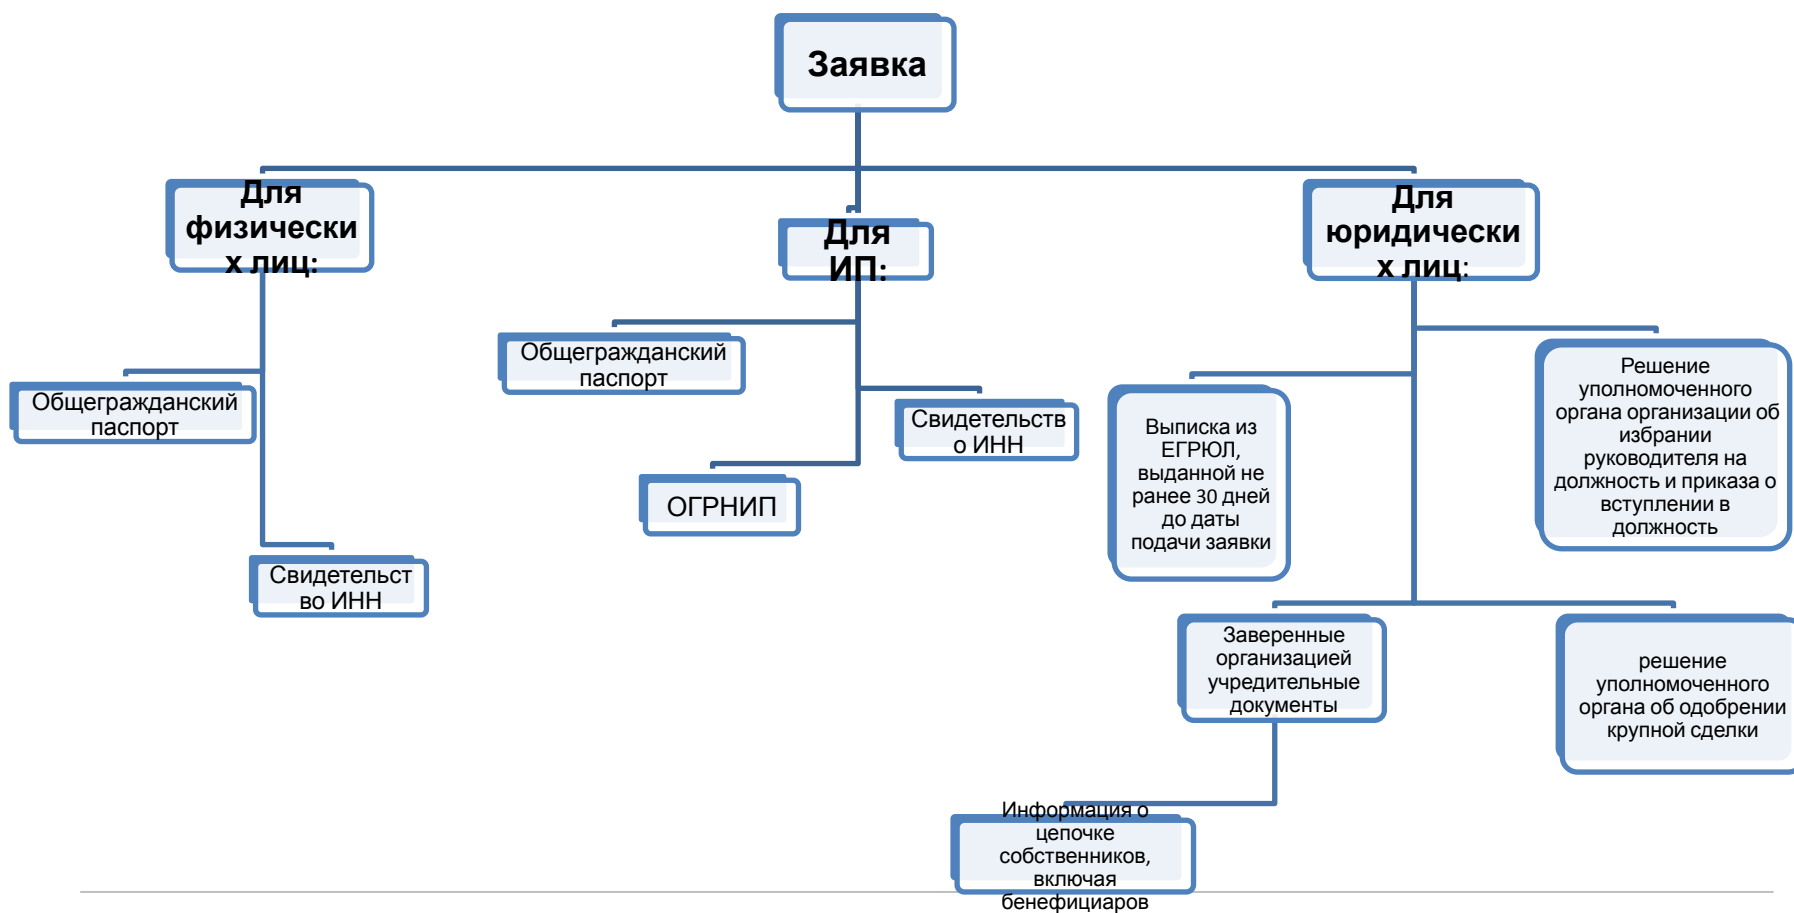 Заявка
Для
физически
х лиц:
Общегражданский
паспорт
Свидетельст
во ИНН
Для
ИП:
Общегражданский
паспорт
Свидетельств
о ИНН
ОГРНИП
Для
юридически
х лиц:
Выписка из
ЕГРЮЛ,
выданной не
ранее 30 дней
до даты
подачи заявки
Решение
уполномоченного
органа организации об
избрании
руководителя на
должность и приказа о
вступлении в
должность
Заверенные
организацией
учредительные
документы
решение
уполномоченного
органа об одобрении
крупной сделки
Информация о
цепочке
собственников,
включая
бенефициаров